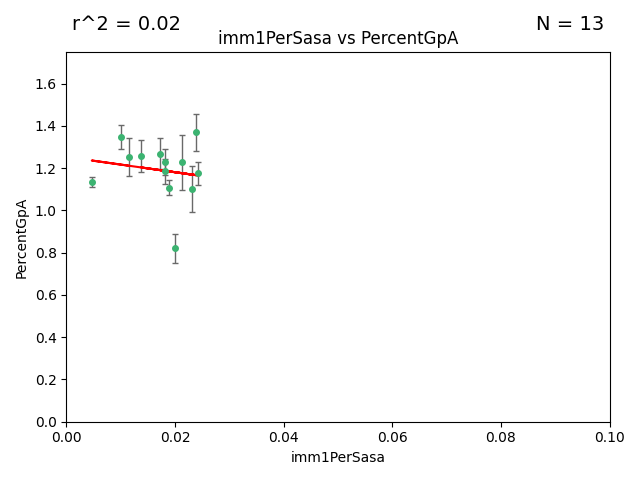 r^2 = 0.02
N = 13
imm1PerSasa vs PercentGpA
PercentGpA
1.6
1.4
1.2
1.0
0.8
0.6
0.4
0.2
0.0
0.00 0.02 0.04 0.06 0.08 0.10
imm1PerSasa